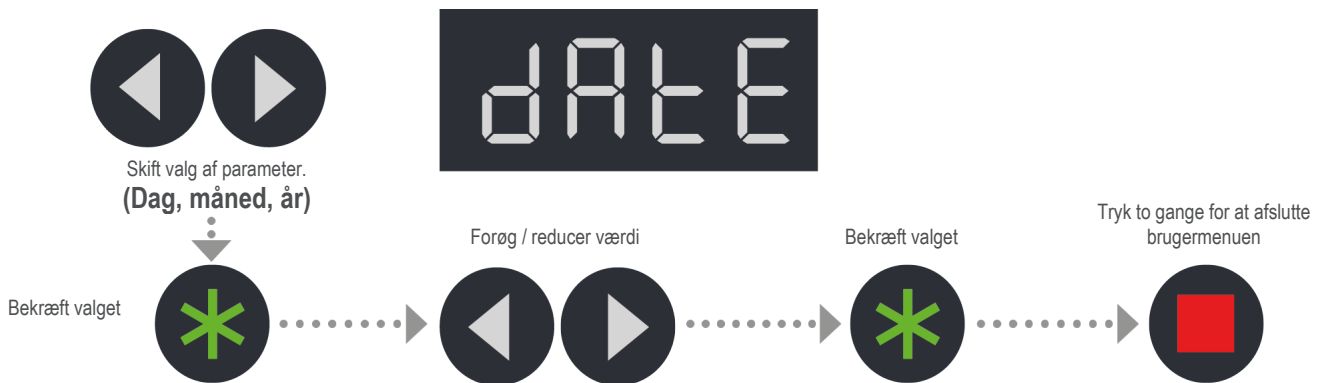 dAtE
Skift valg af parameter.
(Dag, måned, år)
Bekræft valget
Forøg / reducer værdi
Bekræft valget
Tryk to gange for at afslutte
brugermenuen